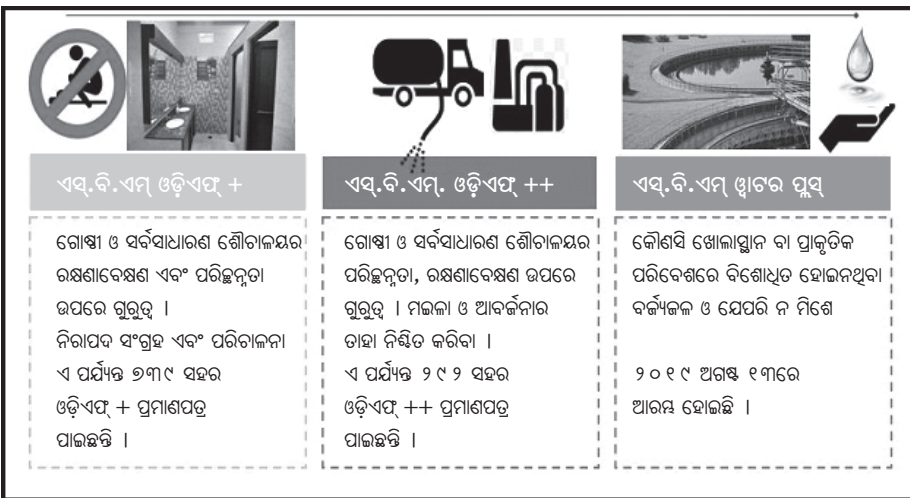 ଏସ୍.ବି.ଏମ୍ ଓଡ଼ିଏଫ୍ +
ଗୋଷ୍ଠୀ ଓ ସର୍ବସାଧାରଣ ଶୌଚାଳୟର
ରକ୍ଷଣାବେକ୍ଷଣ ଏବଂ ପରିଚ୍ଛନ୍ନତା
ଉପରେ ଗୁରୁତ୍ୱ ।
ନିରାପଦ ସଂଗ୍ରହ ଏବଂ ପରିଚାଳନା
ଏ ପର୍ଯ୍ୟନ୍ତ ୭୩୯ ସହର
ଓଡ଼ିଏଫ୍ + ପ୍ରମାଣପତ୍ର
ପାଇଛନ୍ତି ।
ଏସ୍.ବି.ଏମ୍. ଓଡ଼ିଏଫ୍ ++
ଗୋଷ୍ଠୀ ଓ ସର୍ବସାଧାରଣ ଶୌଚାଳୟର
ପରିଚ୍ଛନ୍ନତା, ରକ୍ଷଣାବେକ୍ଷଣ ଉପରେ
ଗୁରୁତ୍ୱ । ମଇଳା ଓ ଆବର୍ଜନାର
ତାହା ନିଶ୍ଚିତ କରିବା ।
ଏ ପର୍ଯ୍ୟନ୍ତ ୨୯୨ ସହର
ଓଡ଼ିଏଫ୍ ++ ପ୍ରମାଣପତ୍ର
ପାଇଛନ୍ତି ।
ଏସ୍.ବି.ଏମ୍ ଓ୍ୱାଟର ପ୍ଲସ୍
କୌଣସି ଖୋଲାସ୍ଥାନ ବା ପ୍ରାକୃତିକ
ପରିବେଶରେ ବିଶୋଧିତ ହୋଇନଥିବା
ବର୍ଜ୍ୟଜଳ ଓ ଯେପରି ନ ମିଶେ
୨୦୧୯ ଅଗଷ୍ଟ ୧୩ରେ
ଆରମ୍ଭ ହୋଇଛି ।